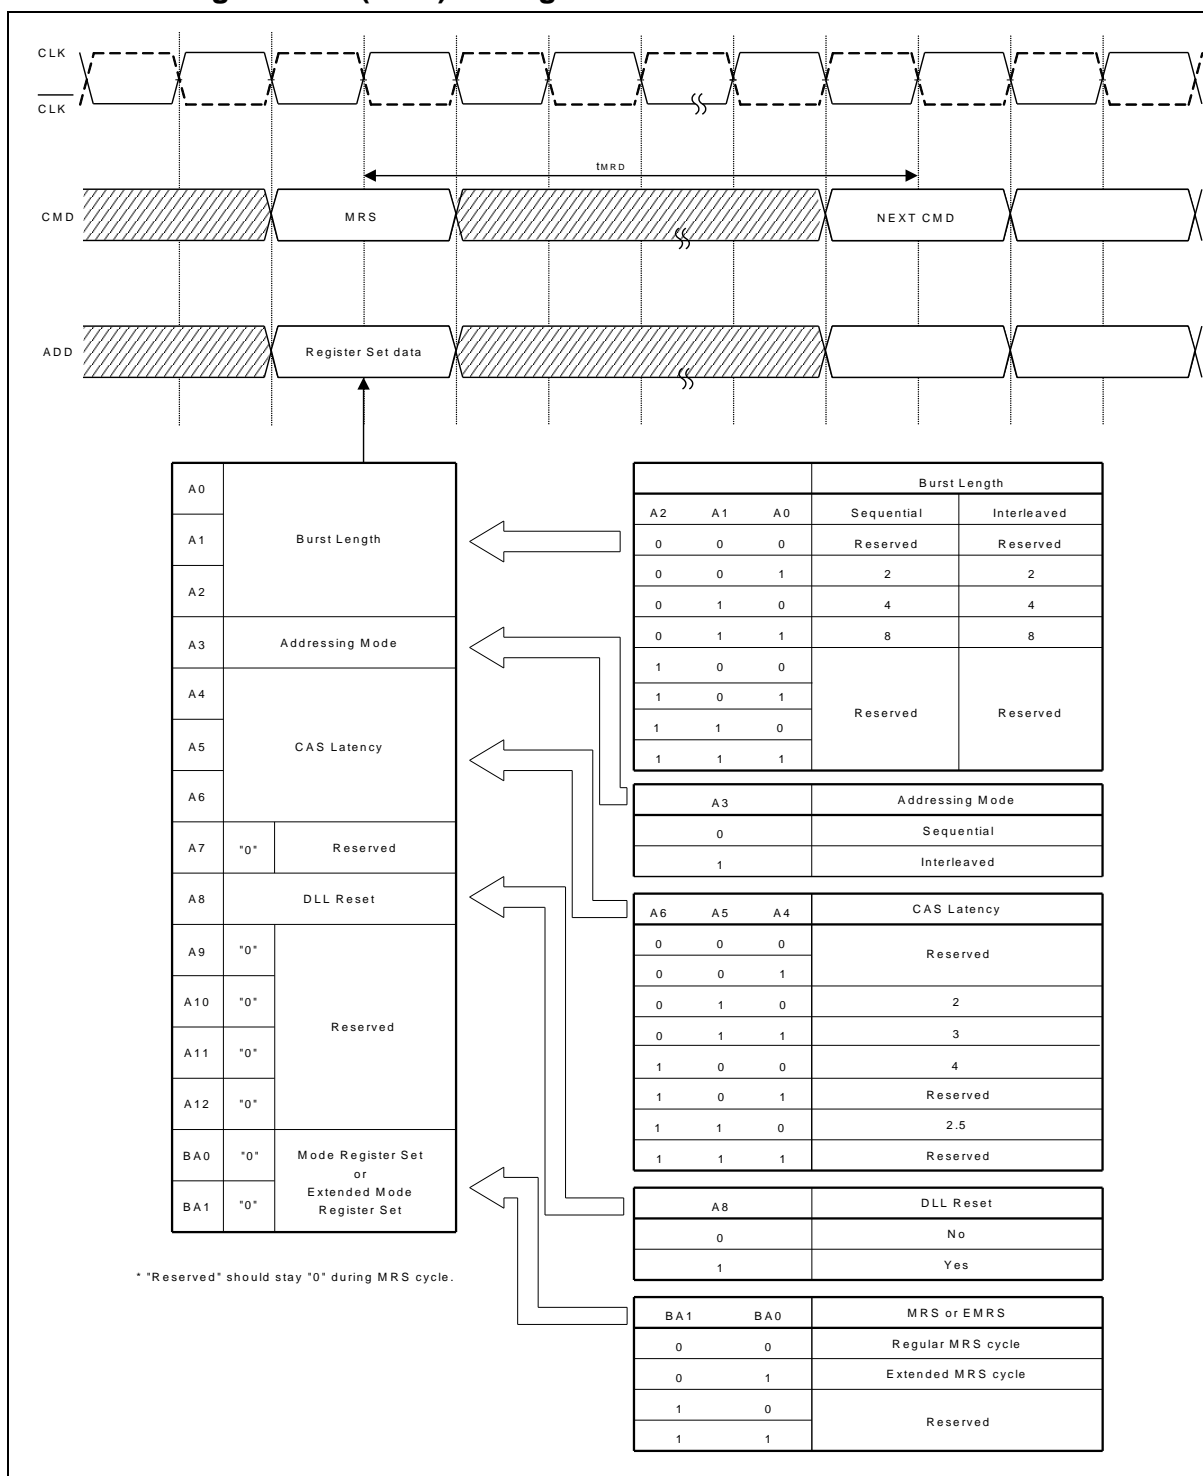 (
)
CLK
CLK
tMRD
CMD
MRS
NEXT CMD
ADD
Register Set data
A0
A1
Burst Length
A2
A3
Addressing Mode
A4
A5
CAS Latency
A6
A7 "0" Reserved
A8 DLL Reset
A9 "0"
A10 "0"
Reserved
A11 "0"
A12 "0"
BA0 "0"
BA1 "0"
Mode Register Set
or
Extended Mode
Register Set
* "Reserved" should stay "0" during MRS cycle.
Burst Length
A2 A1 A0 Sequential Interleaved
0 0 0 Reserved Reserved
0 0 1 2 2
0 1 0 4 4
0 1 1 8 8
1 0 0
1 0 1
Reserved Reserved
1 1 0
1 1 1
A3 Addressing Mode
0 Sequential
1 Interleaved
A6 A5 A4 CAS Latency
0 0 0
Reserved
0 0 1
0 1 0 2
0 1 1 3
1 0 0 4
1 0 1 Reserved
1 1 0 2.5
1 1 1 Reserved
A8 DLL Reset
0 No
1 Yes
BA1 BA0 MRS or EMRS
0 0 Regular MRS cycle
0 1 Extended MRS cycle
1 0
Reserved
1 1